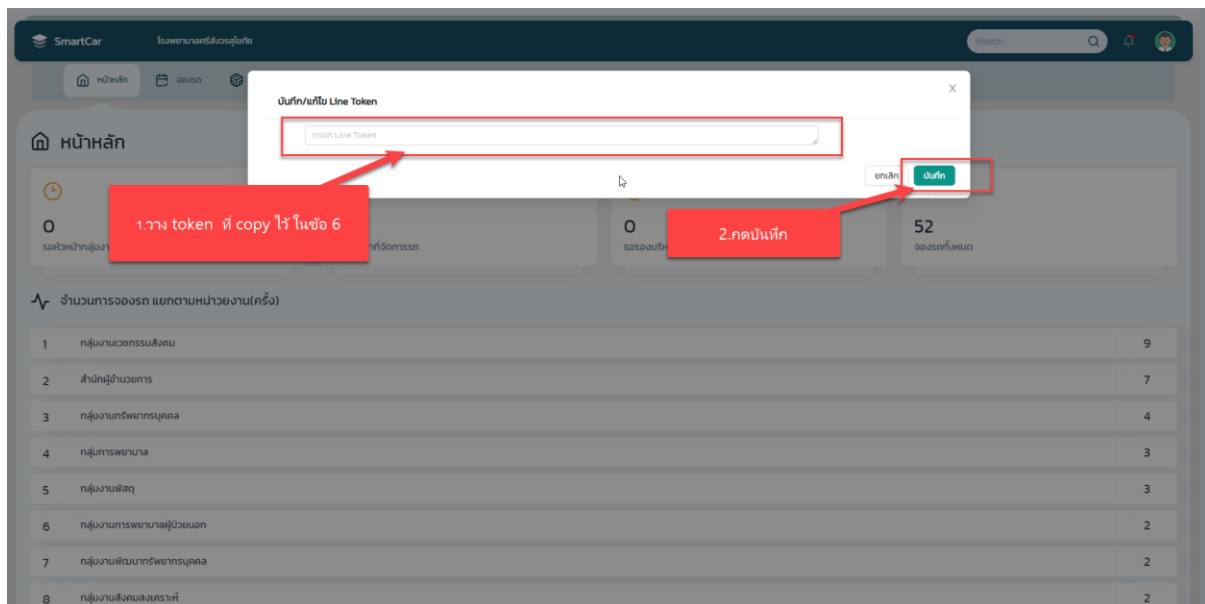 SmartCar
โรงพยาบาลศรีสังวรสุโขทัย
Search...
หน้าหลัก
จองรถ
บันทึก/แก้ไข Line Token
กรอก Line Token
หน้าหลัก
ยกเลิก
บันทึก
1.วาง token ที่ copy ไว้ ในข้อ 6
2.กดบันทึก
0
0
52
จองรถทั้งหมด
จำนวนการจองรถ แยกตามหน่วยงาน(ครั้ง)
1 กลุ่มงานเวชกรรมสังคม 9
2 สำนักผู้อำนวยการ 7
3 กลุ่มงานทรัพยากรบุคคล 4
4 กลุ่มการพยาบาล 3
5 กลุ่มงานพัสดุ 3
6 กลุ่มงานการพยาบาลผู้ป่วยนอก 2
7 กลุ่มงานพัฒนาทรัพยากรบุคคล 2
8 กลุ่มงานสังคมสงเคราะห์ 2